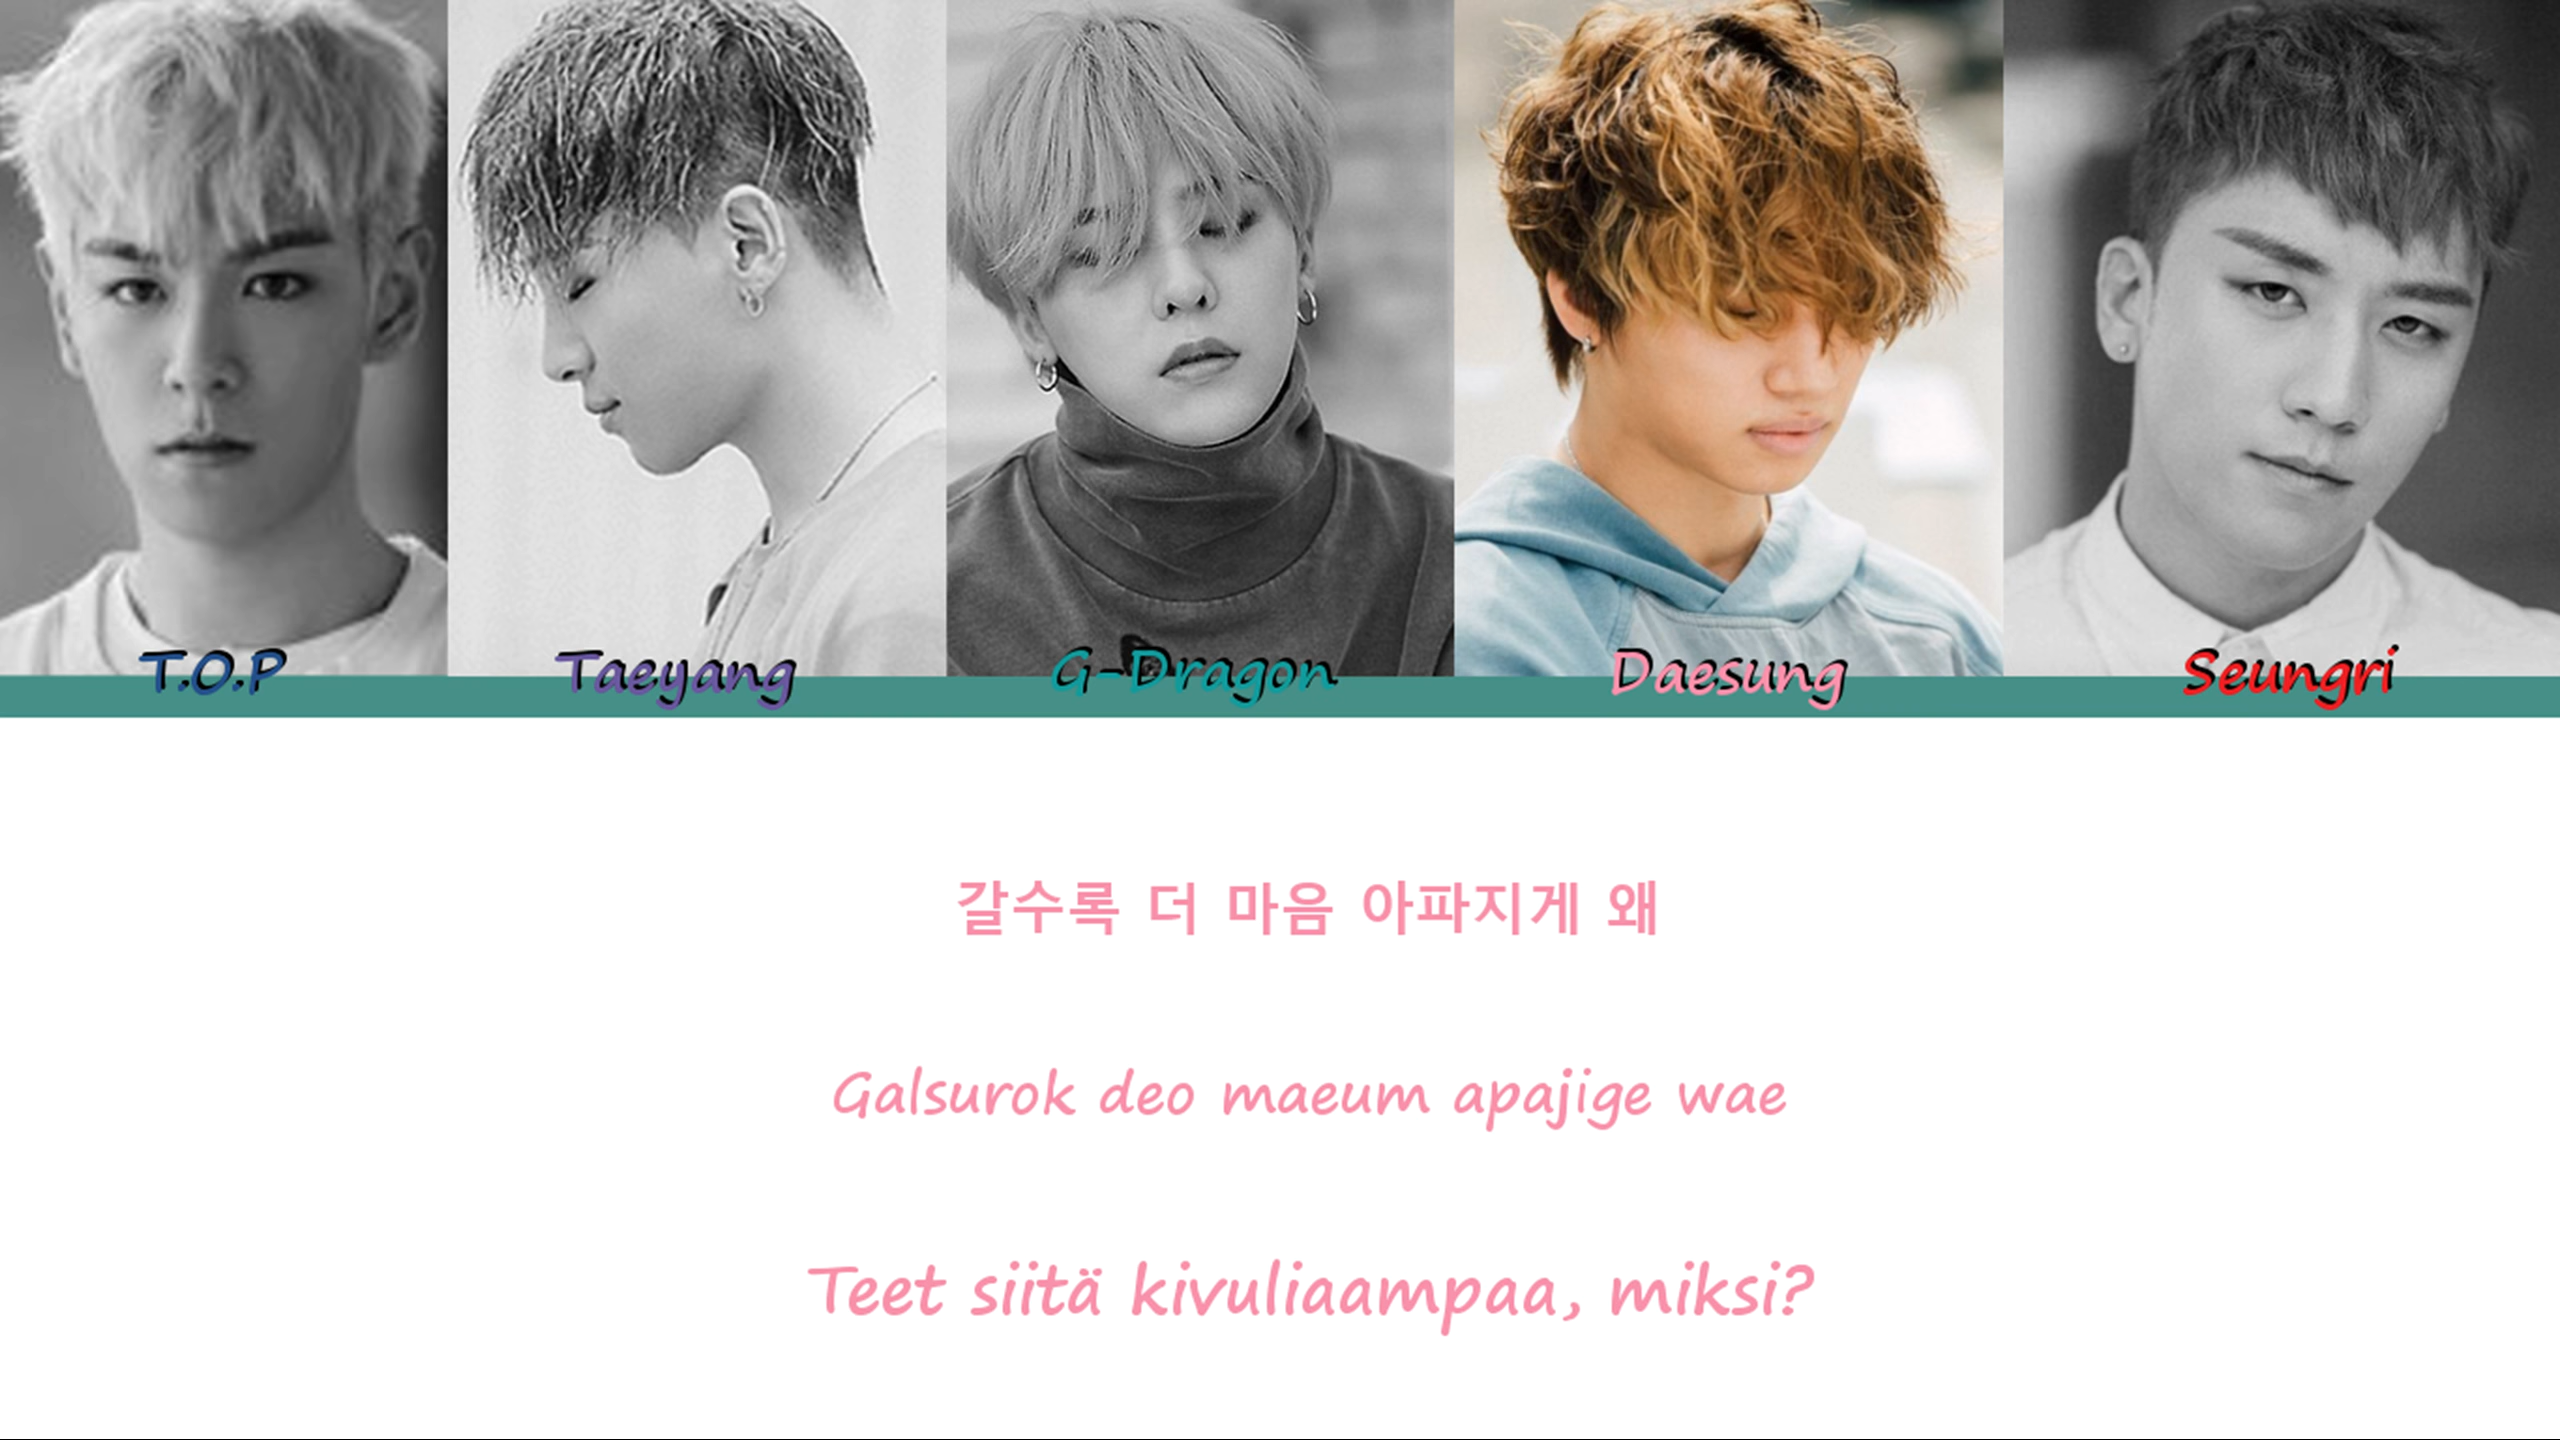 T.O.P Taeyang G-Dragon Daesung Seungri
갈수록 더 마음 아파지게 왜
Galsurok deo maeum apajige wae
Teet siitä kivuliaampaa, miksi?